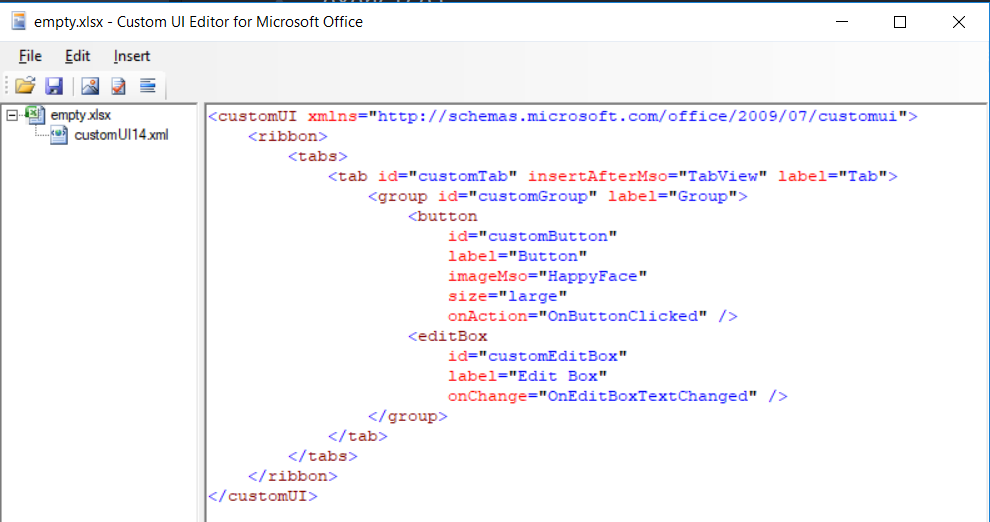 empty.xlsx - Custom UI Editor for Microsoft Office
File Edit Insert
empty.xlsx
customUI14.xml
<customUI xmlns="http://schemas.microsoft.com/office/2009/07/customui">
<ribbon>
<tabs>
<tab id="customTab" insertAfterMso="TabView" label="Tab">
<group id="customGroup" label="Group">
<button
id="customButton"
label="Button"
imageMso="HappyFace"
size="large"
onAction="OnButtonClicked" />
<editBox
id="customEditBox"
label="Edit Box"
onChange="OnEditBoxTextChanged" />
</group>
</tab>
</tabs>
</ribbon>
</customUI>